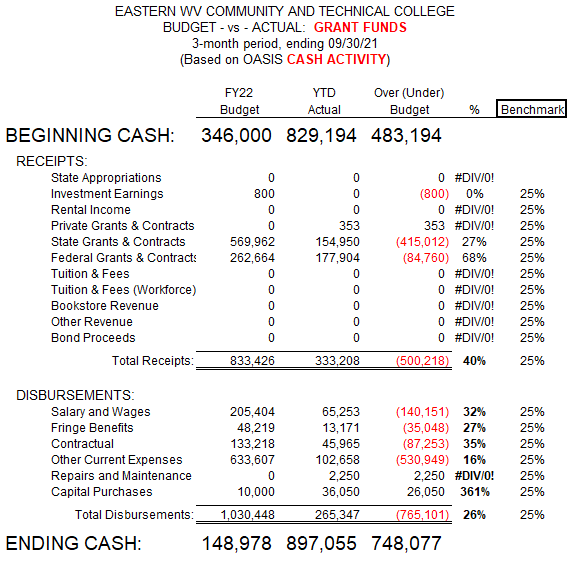 EASTERN WV COMMUNITY AND TECHNICAL COLLEGE
BUDGET - vs - ACTUAL: GRANT FUNDS
3-month period, ending 09/30/21
(Based on OASIS CASH ACTIVITY)
FY22 YTD Over (Under)
Budget Actual Budget % Benchmark
BEGINNING CASH: 346,000 829,194 483,194
RECEIPTS:
State Appropriations 0 0 0 #DIV/0!
Investment Earnings 800 0 (800) 0% 25%
Rental Income 0 0 0 #DIV/0! 25%
Private Grants & Contracts 0 353 353 #DIV/0! 25%
State Grants & Contracts 569,962 154,950 (415,012) 27% 25%
Federal Grants & Contracts 262,664 177,904 (84,760) 68% 25%
Tuition & Fees 0 0 0 #DIV/0! 25%
Tuition & Fees (Workforce) 0 0 0 #DIV/0! 25%
Bookstore Revenue 0 0 0 #DIV/0! 25%
Other Revenue 0 0 0 #DIV/0! 25%
Bond Proceeds 0 0 0 #DIV/0! 25%
Total Receipts: 833,426 333,208 (500,218) 40% 25%
DISBURSEMENTS:
Salary and Wages 205,404 65,253 (140,151) 32% 25%
Fringe Benefits 48,219 13,171 (35,048) 27% 25%
Contractual 133,218 45,965 (87,253) 35% 25%
Other Current Expenses 633,607 102,658 (530,949) 16% 25%
Repairs and Maintenance 0 2,250 2,250 #DIV/0! 25%
Capital Purchases 10,000 36,050 26,050 361% 25%
Total Disbursements: 1,030,448 265,347 (765,101) 26% 25%
ENDING CASH: 148,978 897,055 748,077